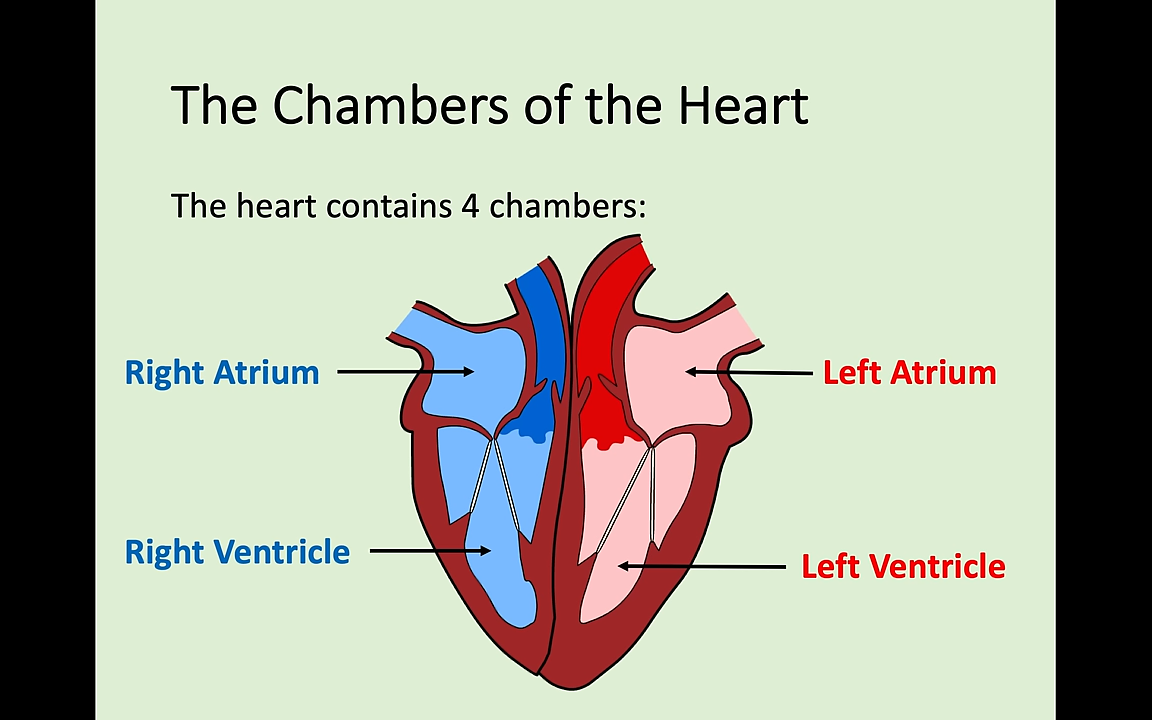 The Chambers of the Heart
The heart contains 4 chambers:
Right Atrium
Left Atrium
Right Ventricle
Left Ventricle